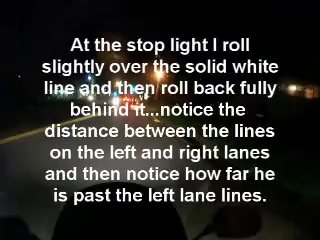 At the stop light I roll
slightly over the solid white
line and then roll back fully
behind it...notice the
distance between the lines
on the left and right lanes
and then notice how far he
is past the left lane lines.